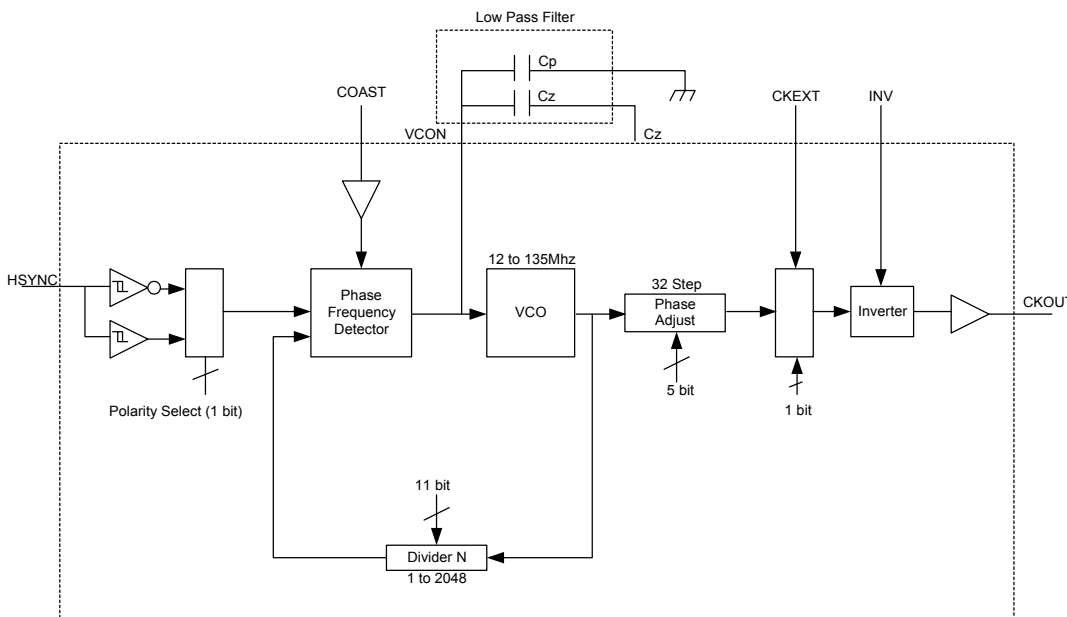 Low Pass Filter
Cp
COAST
Cz
CKEXT
INV
VCON
Cz
12 to 135Mhz
HSYNC
32 Step
Phase
Frequency
Detector
VCO
Phase
Adjust
Inverter
CKOUT
5 bit
Polarity Select (1 bit)
1 bit
11 bit
Divider N
1 to 2048